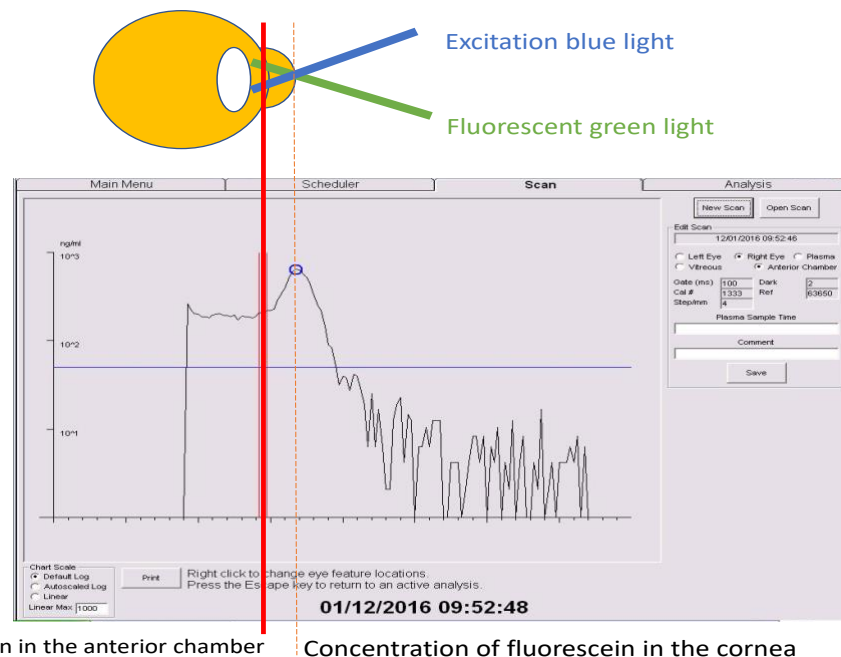 Excitation blue light
Fluorescent green light
Main Menu Scheduler Scan Analysis
New Scan Open Scan
Edit Scan
12/01/2016 09:52:46
Left Eye Right Eye Plasma
Vitreous Anterior Chamber
Gate (ms) 100 Dark 2
Cal # 1333 Ref 63650
Step/mm 4
Plasma Sample Time
Comment
Save
ng/ml
10^3
10^2
10^1
Chart Scale
Default Log
Autoscaled Log
Linear
Linear Max 1000
Print
Right click to change eye feature locations.
Press the Escape key to return to an active analysis.
01/12/2016 09:52:48
n in the anterior chamber
Concentration of fluorescein in the cornea